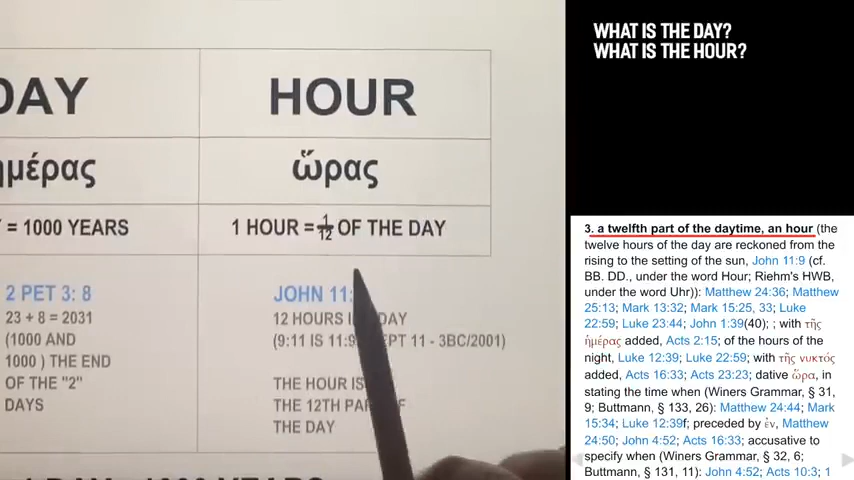 DAY
HOUR
ημέρας
ὥρας
= 1000 YEARS
1 HOUR = 1/12 OF THE DAY
2 PET 3: 8
23 + 8 = 2031
(1000 AND
1000 ) THE END
OF THE "2"
DAYS
JOHN 11:
12 HOURS DAY
(9:11 IS 11:9 11 - 3BC/2001)
THE HOUR IS
THE 12TH
THE DAY
WHAT IS THE DAY?
WHAT IS THE HOUR?
3. a twelfth part of the daytime, an hour (the
twelve hours of the day are reckoned from the
rising to the setting of the sun, John 11:9 (cf.
BB. DD., under the word Hour; Riehm's HWB,
under the word Uhr)): Matthew 24:36; Matthew
25:13; Mark 13:32; Mark 15:25, 33; Luke
22:59; Luke 23:44; John 1:39(40); ; with τῆς
ἡμέρας added, Acts 2:15; of the hours of the
night, Luke 12:39; Luke 22:59; with τῆς νυκτός
added, Acts 16:33; Acts 23:23; dative ὥρα, in
stating the time when (Winers Grammar, § 31,
9; Buttmann, § 133, 26): Matthew 24:44; Mark
15:34; Luke 12:39f; preceded by ἐν, Matthew
24:50; John 4:52; Acts 16:33; accusative to
specify when (Winers Grammar, § 32, 6;
Buttmann, § 131, 11): John 4:52; Acts 10:3; 1